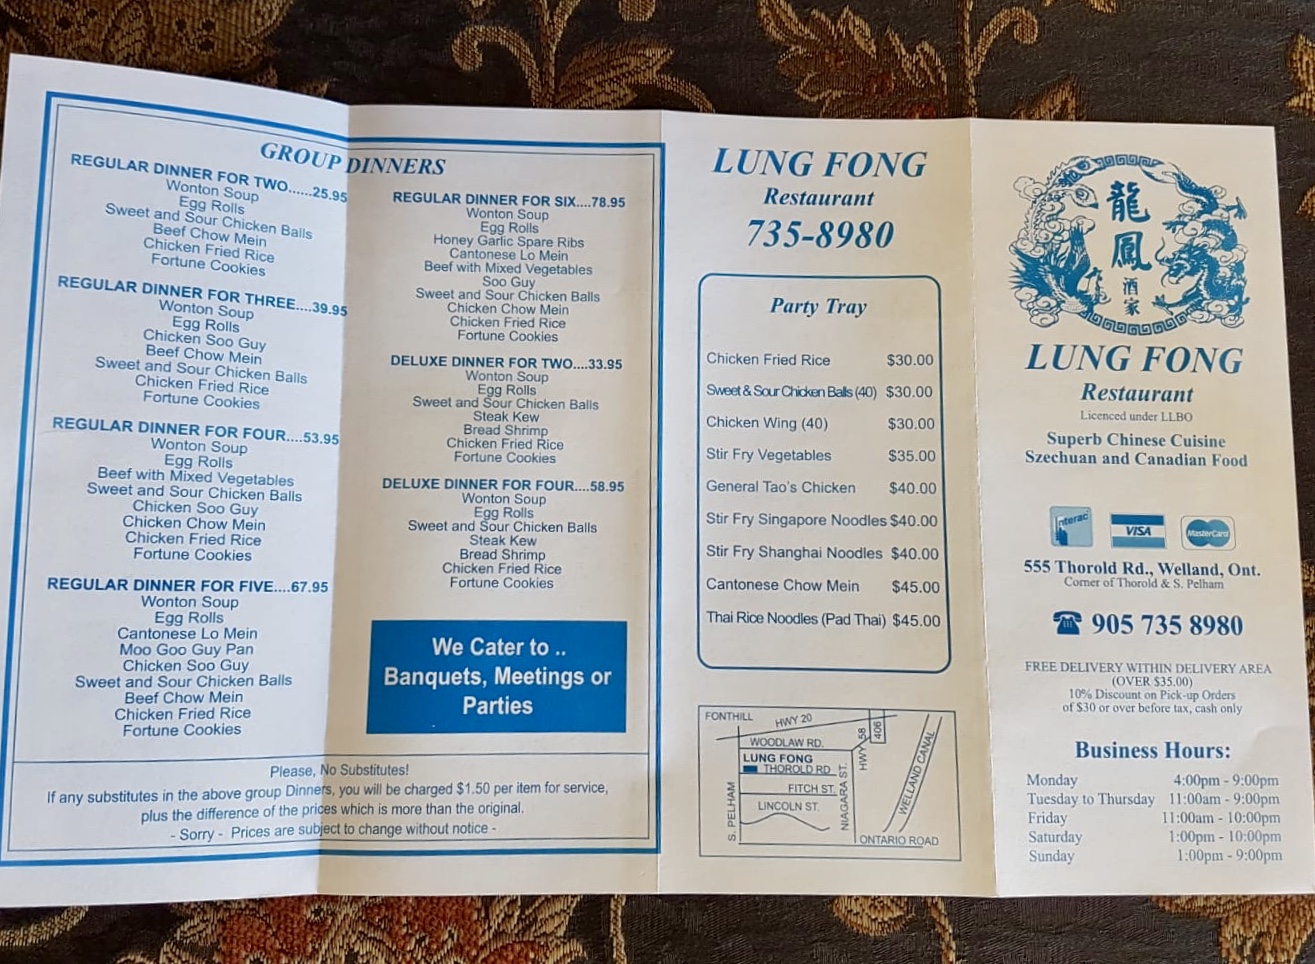 GROUP DINNERS
REGULAR DINNER FOR TWO......25.95
Wonton Soup
Egg Rolls
Sweet and Sour Chicken Balls
Beef Chow Mein
Chicken Fried Rice
Fortune Cookies
REGULAR DINNER FOR THREE....39.95
Wonton Soup
Egg Rolls
Chicken Soo Guy
Beef Chow Mein
Sweet and Sour Chicken Balls
Chicken Fried Rice
Fortune Cookies
REGULAR DINNER FOR FOUR....53.95
Wonton Soup
Egg Rolls
Beef with Mixed Vegetables
Sweet and Sour Chicken Balls
Chicken Soo Guy
Chicken Chow Mein
Chicken Fried Rice
Fortune Cookies
REGULAR DINNER FOR FIVE....67.95
Wonton Soup
Egg Rolls
Cantonese Lo Mein
Moo Goo Guy Pan
Chicken Soo Guy
Sweet and Sour Chicken Balls
Beef Chow Mein
Chicken Fried Rice
Fortune Cookies
REGULAR DINNER FOR SIX....78.95
Wonton Soup
Egg Rolls
Honey Garlic Spare Ribs
Cantonese Lo Mein
Beef with Mixed Vegetables
Soo Guy
Sweet and Sour Chicken Balls
Chicken Chow Mein
Chicken Fried Rice
Fortune Cookies
DELUXE DINNER FOR TWO....33.95
Wonton Soup
Egg Rolls
Sweet and Sour Chicken Balls
Steak Kew
Bread Shrimp
Chicken Fried Rice
Fortune Cookies
DELUXE DINNER FOR FOUR....58.95
Wonton Soup
Egg Rolls
Sweet and Sour Chicken Balls
Steak Kew
Bread Shrimp
Chicken Fried Rice
Fortune Cookies
We Cater to ..
Banquets, Meetings or
Parties
Please, No Substitutes!
If any substitutes in the above group Dinners, you will be charged $1.50 per item for service,
plus the difference of the prices which is more than the original.
- Sorry - Prices are subject to change without notice -
LUNG FONG
Restaurant
735-8980
Party Tray
Chicken Fried Rice $30.00
Sweet & Sour Chicken Balls (40) $30.00
Chicken Wing (40) $30.00
Stir Fry Vegetables $35.00
General Tao's Chicken $40.00
Stir Fry Singapore Noodles $40.00
Stir Fry Shanghai Noodles $40.00
Cantonese Chow Mein $45.00
Thai Rice Noodles (Pad Thai) $45.00
FONTHILL
HWY 20
406
WOODLAW RD.
HWY 58
LUNG FONG
THOROLD RD
FITCH ST.
LINCOLN ST.
S. PELHAM
NIAGARA ST.
WELLAND CANAL
ONTARIO ROAD
龍鳳
酒家
LUNG FONG
Restaurant
Licenced under LLBO
Superb Chinese Cuisine
Szechuan and Canadian Food
Interac
VISA
MasterCard
555 Thorold Rd., Welland, Ont.
Corner of Thorold & S. Pelham
☎ 905 735 8980
FREE DELIVERY WITHIN DELIVERY AREA
(OVER $35.00)
10% Discount on Pick-up Orders
of $30 or over before tax, cash only
Business Hours:
Monday 4:00pm - 9:00pm
Tuesday to Thursday 11:00am - 9:00pm
Friday 11:00am - 10:00pm
Saturday 1:00pm - 10:00pm
Sunday 1:00pm - 9:00pm